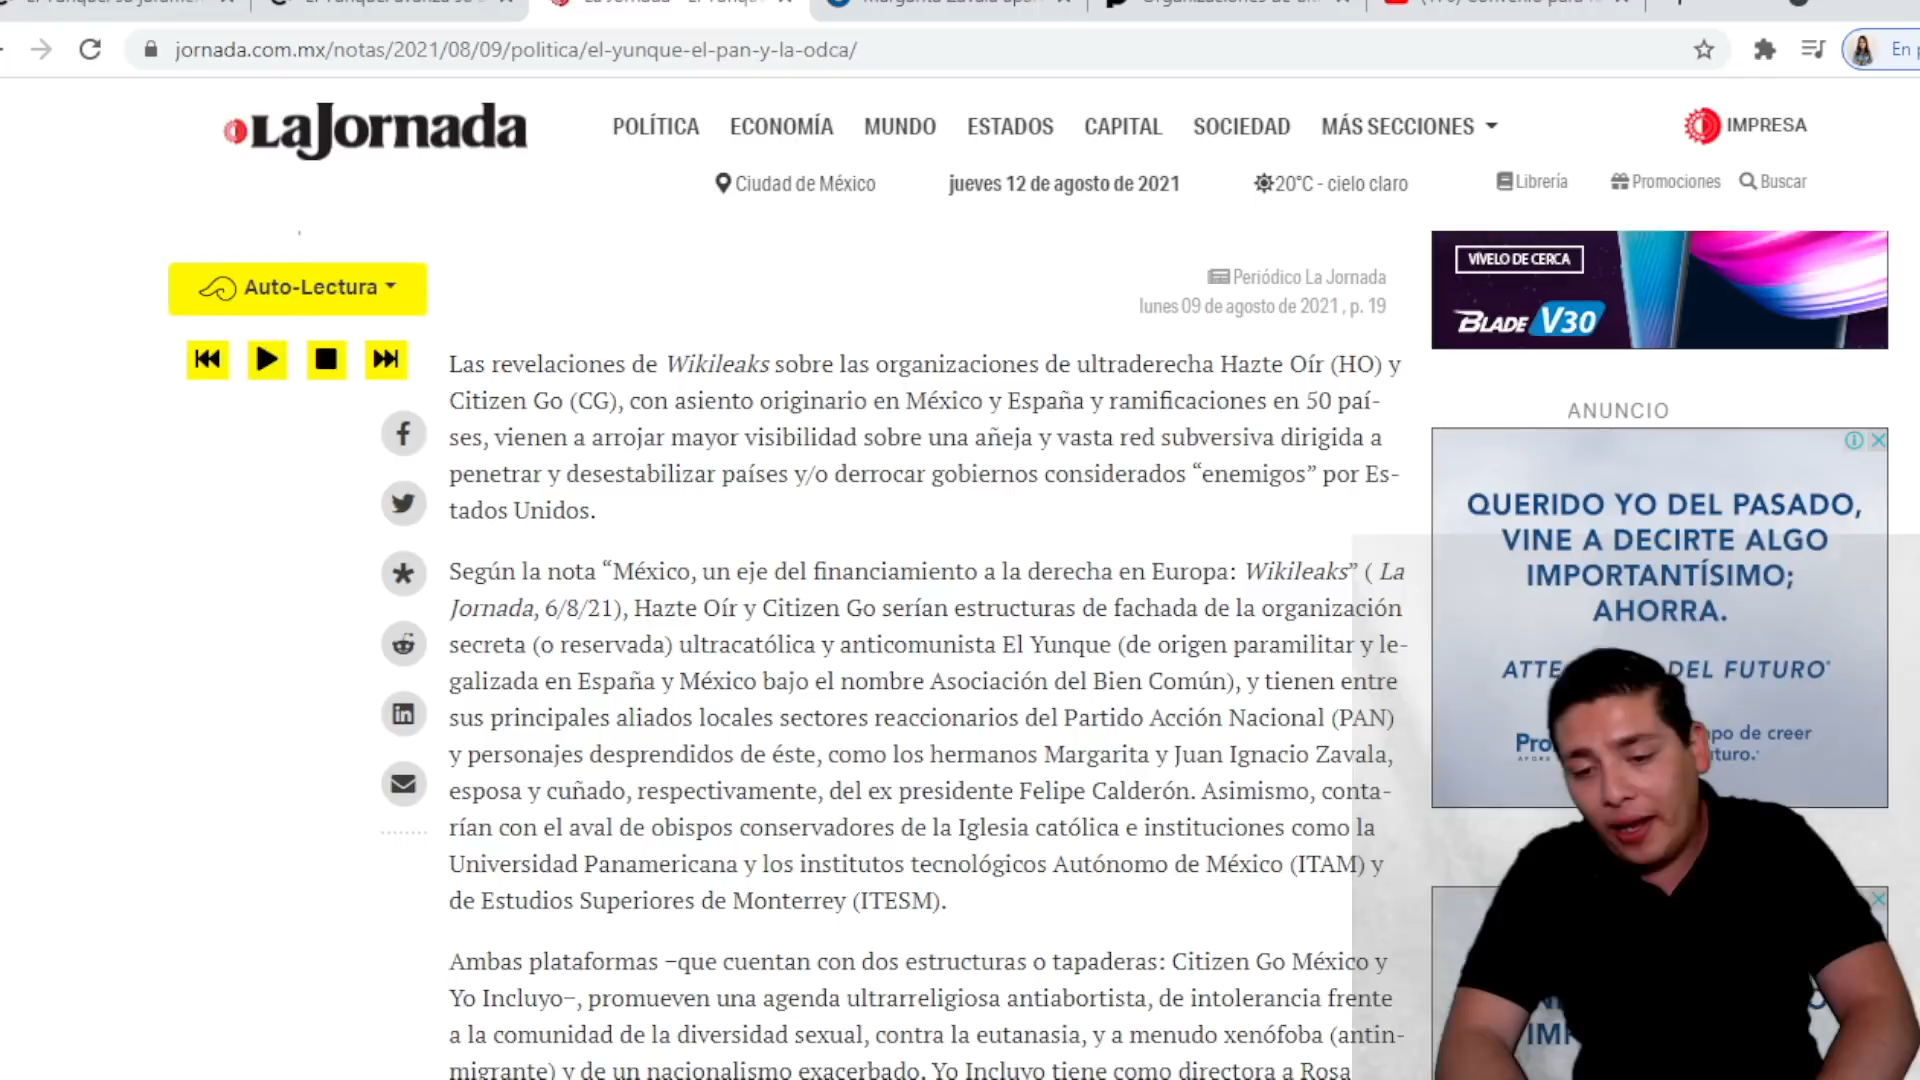 jornada.com.mx/notas/2021/08/09/politica/el-yunque-el-pan-y-la-odca/
En p
LaJornada
POLÍTICA ECONOMÍA MUNDO ESTADOS CAPITAL SOCIEDAD MÁS SECCIONES
IMPRESA
Ciudad de México
jueves 12 de agosto de 2021
20°C - cielo claro
Librería Promociones Buscar
Auto-Lectura
Periódico La Jornada
lunes 09 de agosto de 2021 , p. 19
Las revelaciones de Wikileaks sobre las organizaciones de ultraderecha Hazte Oír (HO) y
Citizen Go (CG), con asiento originario en México y España y ramificaciones en 50 paí-
ses, vienen a arrojar mayor visibilidad sobre una añeja y vasta red subversiva dirigida a
penetrar y desestabilizar países y/o derrocar gobiernos considerados “enemigos” por Es-
tados Unidos.
Según la nota “México, un eje del financiamiento a la derecha en Europa: Wikileaks” ( La
Jornada, 6/8/21), Hazte Oír y Citizen Go serían estructuras de fachada de la organización
secreta (o reservada) ultracatólica y anticomunista El Yunque (de origen paramilitar y le-
galizada en España y México bajo el nombre Asociación del Bien Común), y tienen entre
sus principales aliados locales sectores reaccionarios del Partido Acción Nacional (PAN)
y personajes desprendidos de éste, como los hermanos Margarita y Juan Ignacio Zavala,
esposa y cuñado, respectivamente, del ex presidente Felipe Calderón. Asimismo, conta-
rían con el aval de obispos conservadores de la Iglesia católica e instituciones como la
Universidad Panamericana y los institutos tecnológicos Autónomo de México (ITAM) y
de Estudios Superiores de Monterrey (ITESM).
Ambas plataformas –que cuentan con dos estructuras o tapaderas: Citizen Go México y
Yo Incluyo–, promueven una agenda ultrarreligiosa antiabortista, de intolerancia frente
a la comunidad de la diversidad sexual, contra la eutanasia, y a menudo xenófoba (antin-
migrante) y de un nacionalismo exacerbado. Yo Incluyo tiene como directora a Rosa
VÍVELO DE CERCA
BLADE V30
ANUNCIO
QUERIDO YO DEL PASADO,
VINE A DECIRTE ALGO
IMPORTANTÍSIMO;
AHORRA.
ATTE DEL FUTURO
Pro po de creer
turo.